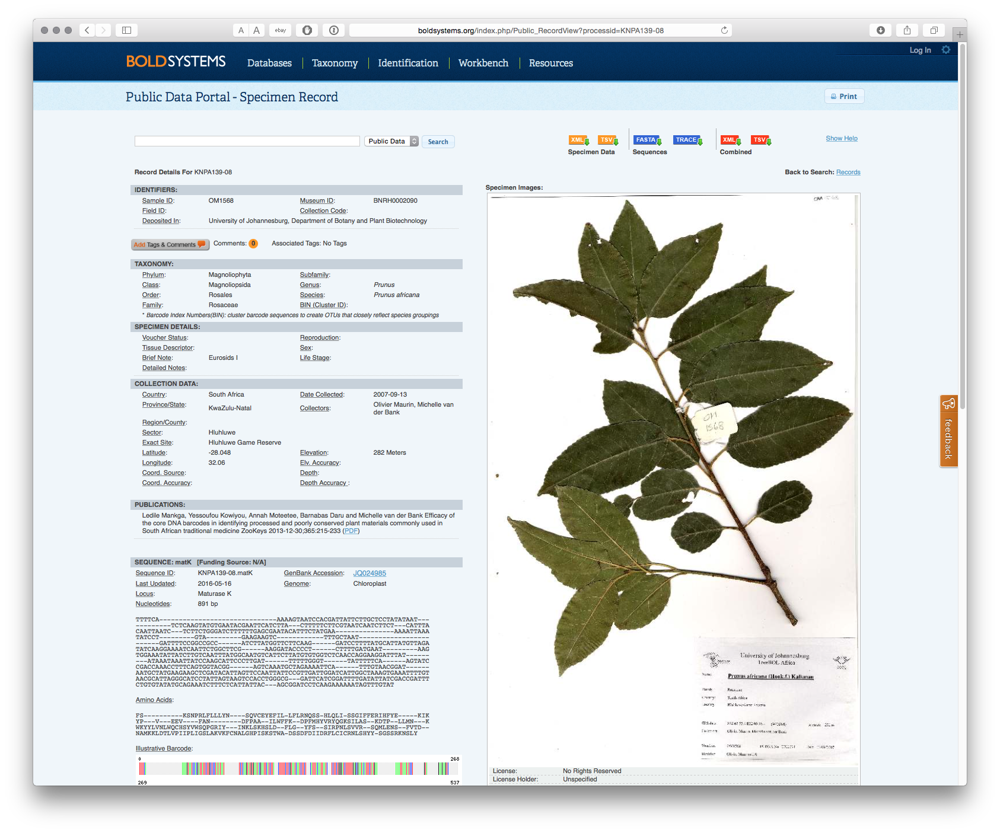 A A ebay boldsystems.org/index.php/Public_RecordView?processid=KNPA139-08
Log In
BOLDSYSTEMS Databases Taxonomy Identification Workbench Resources
Public Data Portal - Specimen Record
Print
Public Data Search
XML TSV FASTA TRACE XML TSV
Specimen Data Sequences Combined
Show Help
Record Details For KNPA139-08
Back to Search: Records
IDENTIFIERS:
Sample ID: OM1568 Museum ID: BNRH0002090
Field ID: Collection Code:
Deposited In: University of Johannesburg, Department of Botany and Plant Biotechnology
Add Tags & Comments Comments: 0 Associated Tags: No Tags
TAXONOMY:
Phylum: Magnoliophyta Subfamily:
Class: Magnoliopsida Genus: Prunus
Order: Rosales Species: Prunus africana
Family: Rosaceae BIN (Cluster ID):
* Barcode Index Numbers(BIN): cluster barcode sequences to create OTUs that closely reflect species groupings
SPECIMEN DETAILS:
Voucher Status: Reproduction:
Tissue Descriptor: Sex:
Brief Note: Eurosids I Life Stage:
Detailed Notes:
COLLECTION DATA:
Country: South Africa Date Collected: 2007-09-13
Province/State: KwaZulu-Natal Collectors: Olivier Maurin, Michelle van
der Bank
Region/County:
Sector: Hluhluwe
Exact Site: Hluhluwe Game Reserve
Latitude: -28.048 Elevation: 282 Meters
Longitude: 32.06 Elv. Accuracy:
Coord. Source: Depth:
Coord. Accuracy: Depth Accuracy :
PUBLICATIONS:
Ledile Mankga, Yessoufou Kowiyou, Annah Moteetee, Barnabas Daru and Michelle van der Bank Efficacy of
the core DNA barcodes in identifying processed and poorly conserved plant materials commonly used in
South African traditional medicine ZooKeys 2013-12-30;365:215-233 (PDF)
SEQUENCE: matK [Funding Source: N/A]
Sequence ID: KNPA139-08.matK GenBank Accession: JQ024985
Last Updated: 2016-05-16 Genome: Chloroplast
Locus: Maturase K
Nucleotides: 891 bp
TTTTCA------------------------------AAAAGTAATCCACGATTATTCTTGCTCCTATATAAT---
---------TCTCAAGTATGTGAATACGAATTCATCTTA---CTTTTTCTTCGTAATCAATCTTCT---CATTTA
CAATTAATC---TCTTCTGGGATCTTTTTTGAGCGAATACATTTCTATGAA---------------AAAATTAAA
TATCCT---------GTA---------GAAGAAGTC------------TTTGCTAAT------------------
------GATTTTCCGGCCGCC------ATCTTATGGTTCTTCAAG------GATCCTTTTATGCATTATGTTAGA
TATCAAGGAAAATCAATTCTGGCTTCG------AAGGATACCCCT------CTTTTGATGAAT---------AAG
TGGAAATATTATCTTGTCAATTTATGGCAATGTCATTCTTATGTGTGGTCTCAACCAGGAAGGATTTAT------
---ATAAATAAATTATCCAAGCATTCCCTTGAT------TTTTTGGGT------TATTTTTCA------AGTATC
CGACCAAACCTTTCAGTGGTACGG------AGTCAAATGCTAGAAAATTCA------TTTGTAACGGAT------
AATGCTATGAAGAAGCTCGATACATTAGTTCCAATTATTCCGTTGATTGGATCATTGGCTAAAGTGAAATTTTGT
AACGCATTAGGGCATCCTATTAGTAAGTCCACCTGGGCG---GATTCATCGGATTTTGATATTATCGACCGATTT
CTGTGTATATGCAGAAATCTTTCTCATTATTAC---AGCGGATCCTCAAGAAAAAATAGTTTGTAT
Amino Acids:
FS----------KSNPRLFLLLYN----SQVCEYEFIL-LFLRNQSS-HLQLI-SSGIFFERIHFYE-----KIK
YP---V---EEV----FAN--------DFPAA--ILWFFK--DPFMHYVRYQGKSILAS--KDTP--LLMN---K
WKYYLVNLWQCHSYVWSQPGRIY---INKLSKHSLD--FLG--YFS--SIRPNLSVVR--SQMLENS--FVTD--
NAMKKLDTLVPIIPLIGSLAKVKFCNALGHPISKSTWA-DSSDFDIIDRFLCICRNLSHYY-SGSSRKNSLY
Illustrative Barcode:
0 268
269 537
Specimen Images:
OM 1568
OM
1568
University of Johannesburg
TreeBOL Africa
Prunus africana (Hook.f.) Kalkman
Rosaceae
South Africa
OM1568
License: No Rights Reserved
License Holder: Unspecified
feedback